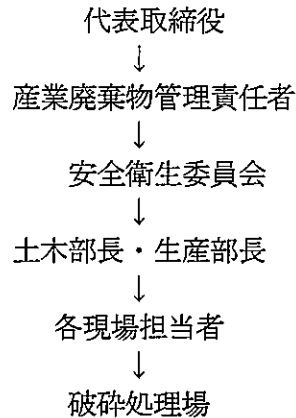 代表取締役
↓
産業廃棄物管理責任者
↓
安全衛生委員会
↓
土木部長・生産部長
↓
各現場担当者
↓
破砕処理場